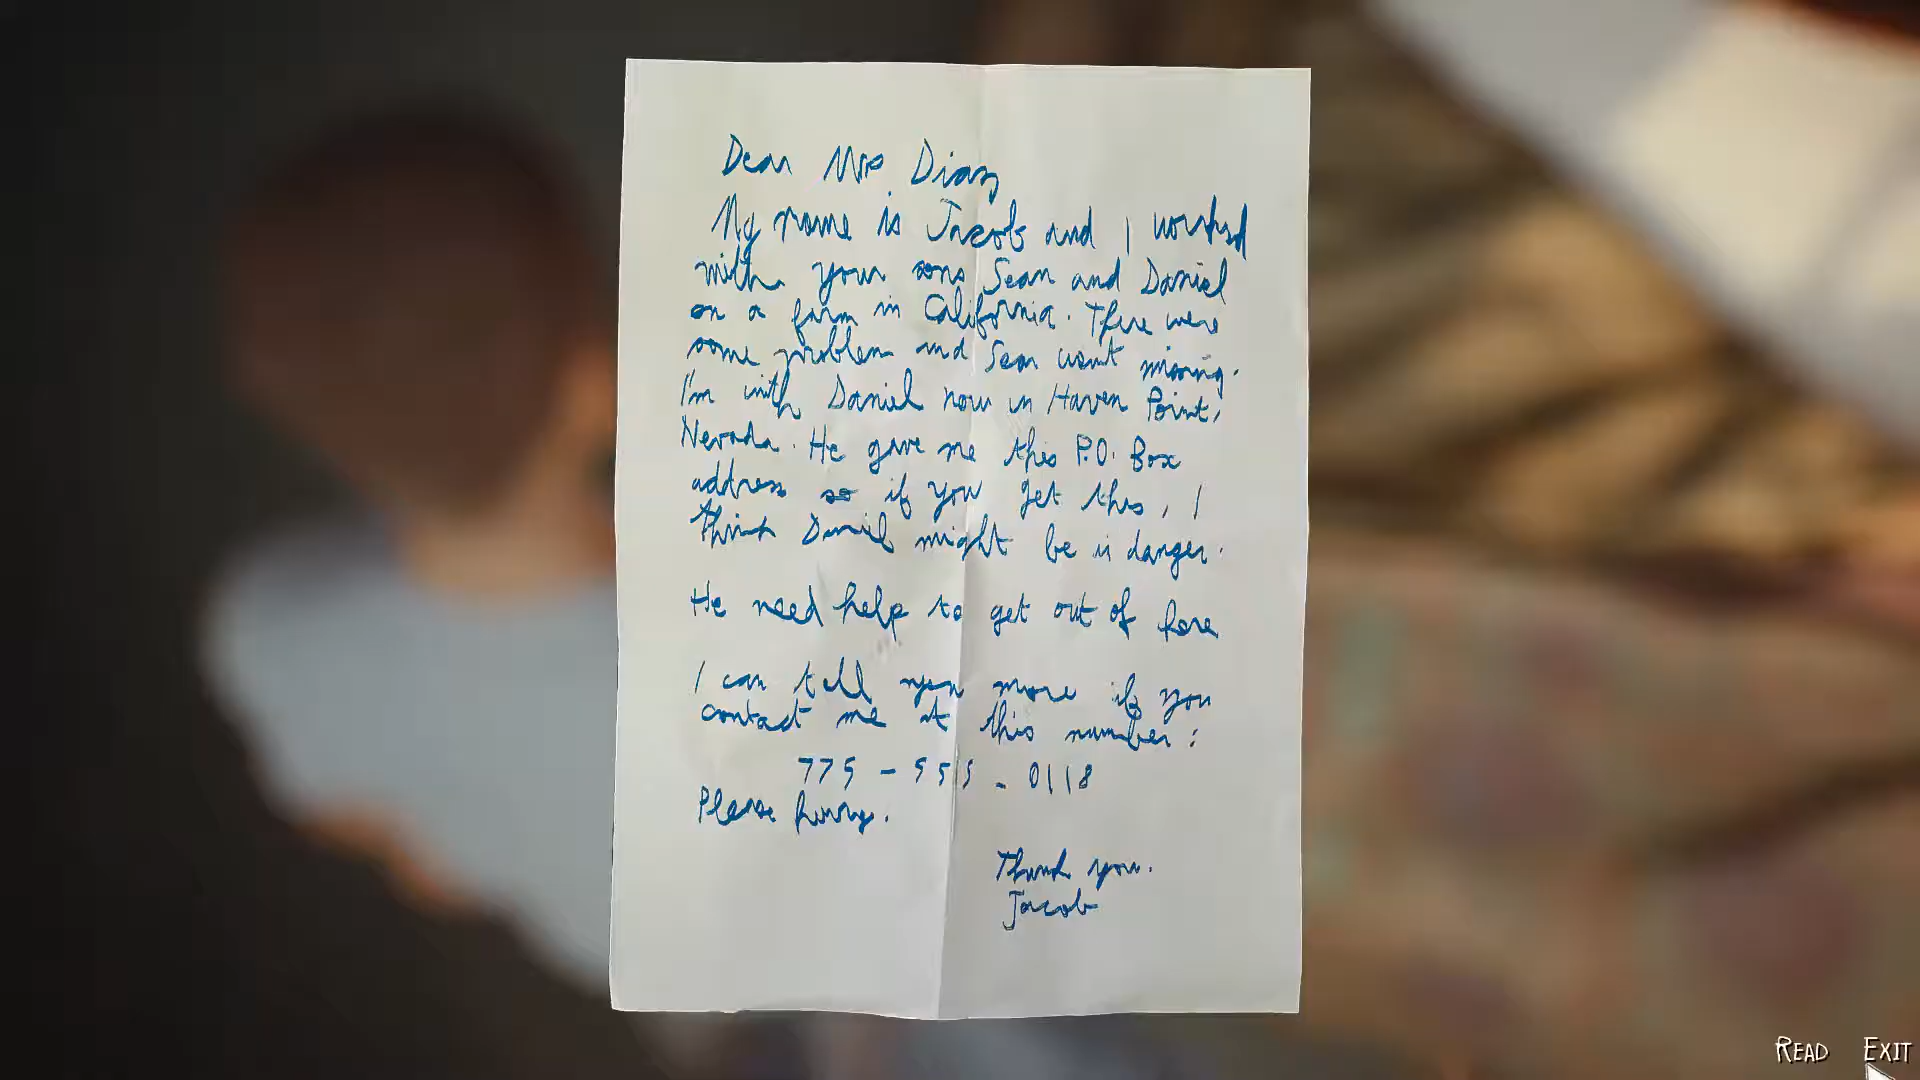 Dear Mrs. Diaz
My name is Jacob and I worked
with your sons Sean and Daniel
on a farm in California. There were
some problem and Sean went missing.
I'm with Daniel now in Haven Point,
Nevada. He gave me this P.O. Box
address so if you get this, I
think Daniel might be in danger.
He need help to get out of here
I can tell you more if you
contact me at this number:
775-555-0118
Please hurry.
Thank you.
Jacob
READ EXIT